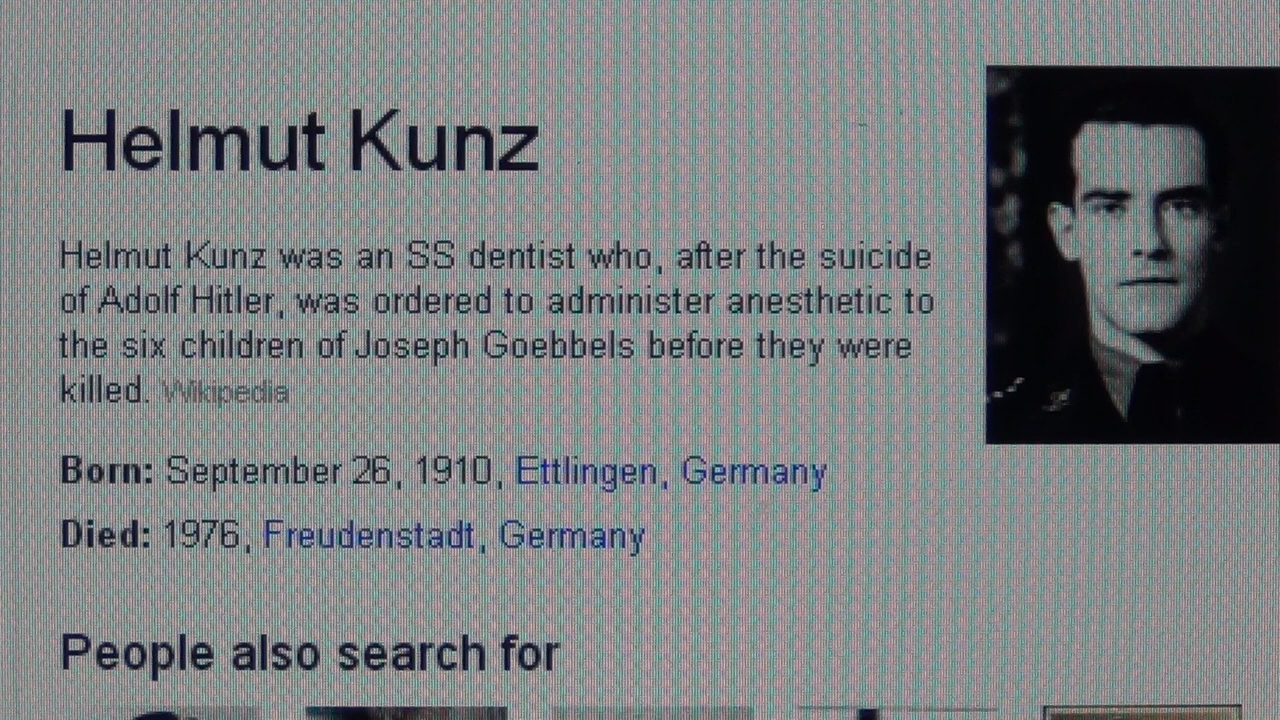 Helmut Kunz
Helmut Kunz was an SS dentist who, after the suicide
of Adolf Hitler, was ordered to administer anesthetic to
the six children of Joseph Goebbels before they were
killed. Wikipedia
Born: September 26, 1910, Ettlingen, Germany
Died: 1976, Freudenstadt, Germany
People also search for